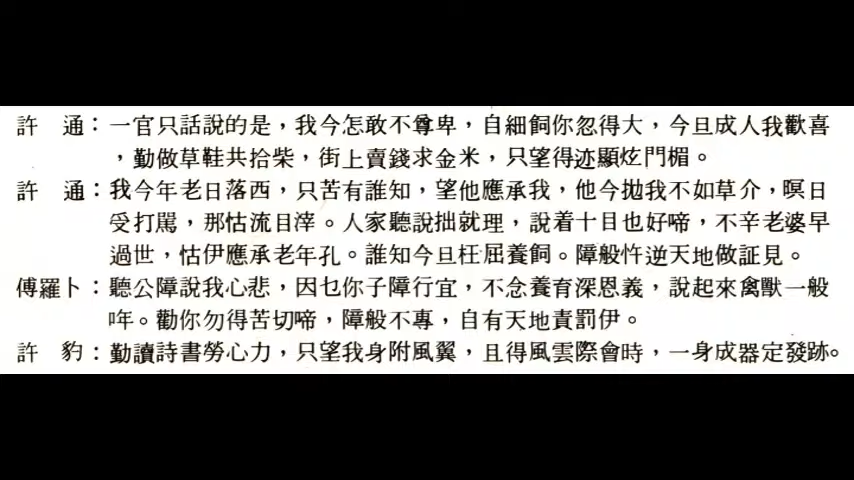 許　通：一官只話說的是，我今怎敢不尊卑，自細飼你忽得大，今旦成人我歡喜
，勤做草鞋共拾柴，街上賣錢求金米，只望得迹顯炫門楣。
許　通：我今年老日落西，只苦有誰知，望他應承我，他今拋我不如草介，暝日
受打罵，那怙流目滓。人家聽說拙就理，說着十目也好啼，不辛老婆早
過世，怙伊應承老年孔。誰知今旦枉屈養飼。障般忤逆天地做証見。
傅羅卜：聽公障說我心悲，因乜你子障行宜，不念養育深恩義，說起來禽獸一般
年。勸你勿得苦切啼，障般不專，自有天地責罰伊。
許　豹：勤讀詩書勞心力，只望我身附風翼，且得風雲際會時，一身成器定發跡。